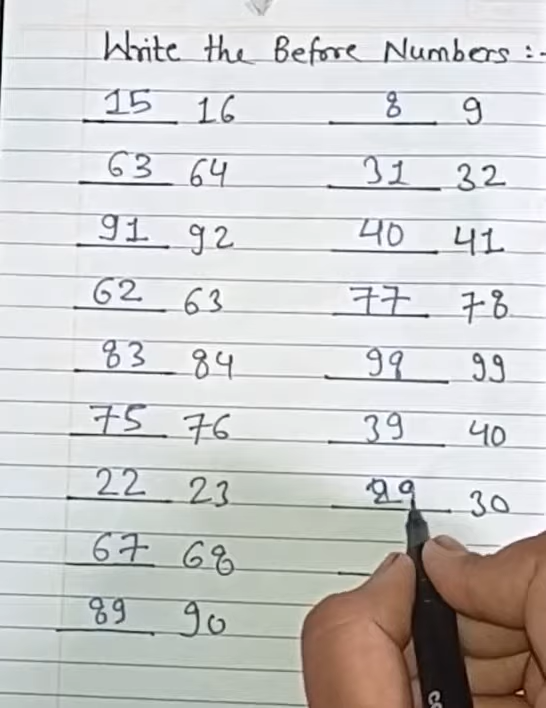 Write the Before Numbers :-
15 16 8 9
63 64 31 32
91 92 40 41
62 63 77 78
83 84 98 99
75 76 39 40
22 23 29 30
67 68
89 90